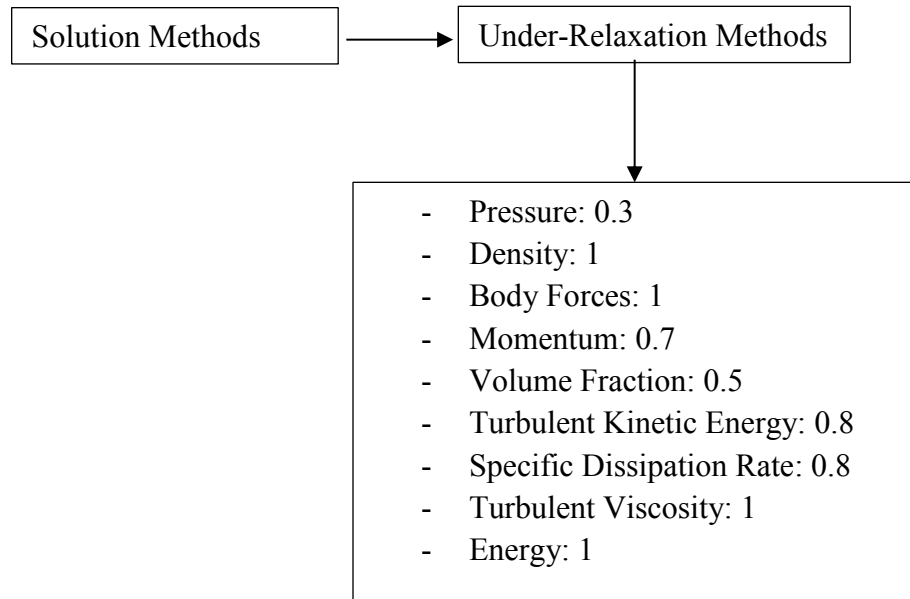 Solution Methods
Under-Relaxation Methods
- Pressure: 0.3
- Density: 1
- Body Forces: 1
- Momentum: 0.7
- Volume Fraction: 0.5
- Turbulent Kinetic Energy: 0.8
- Specific Dissipation Rate: 0.8
- Turbulent Viscosity: 1
- Energy: 1